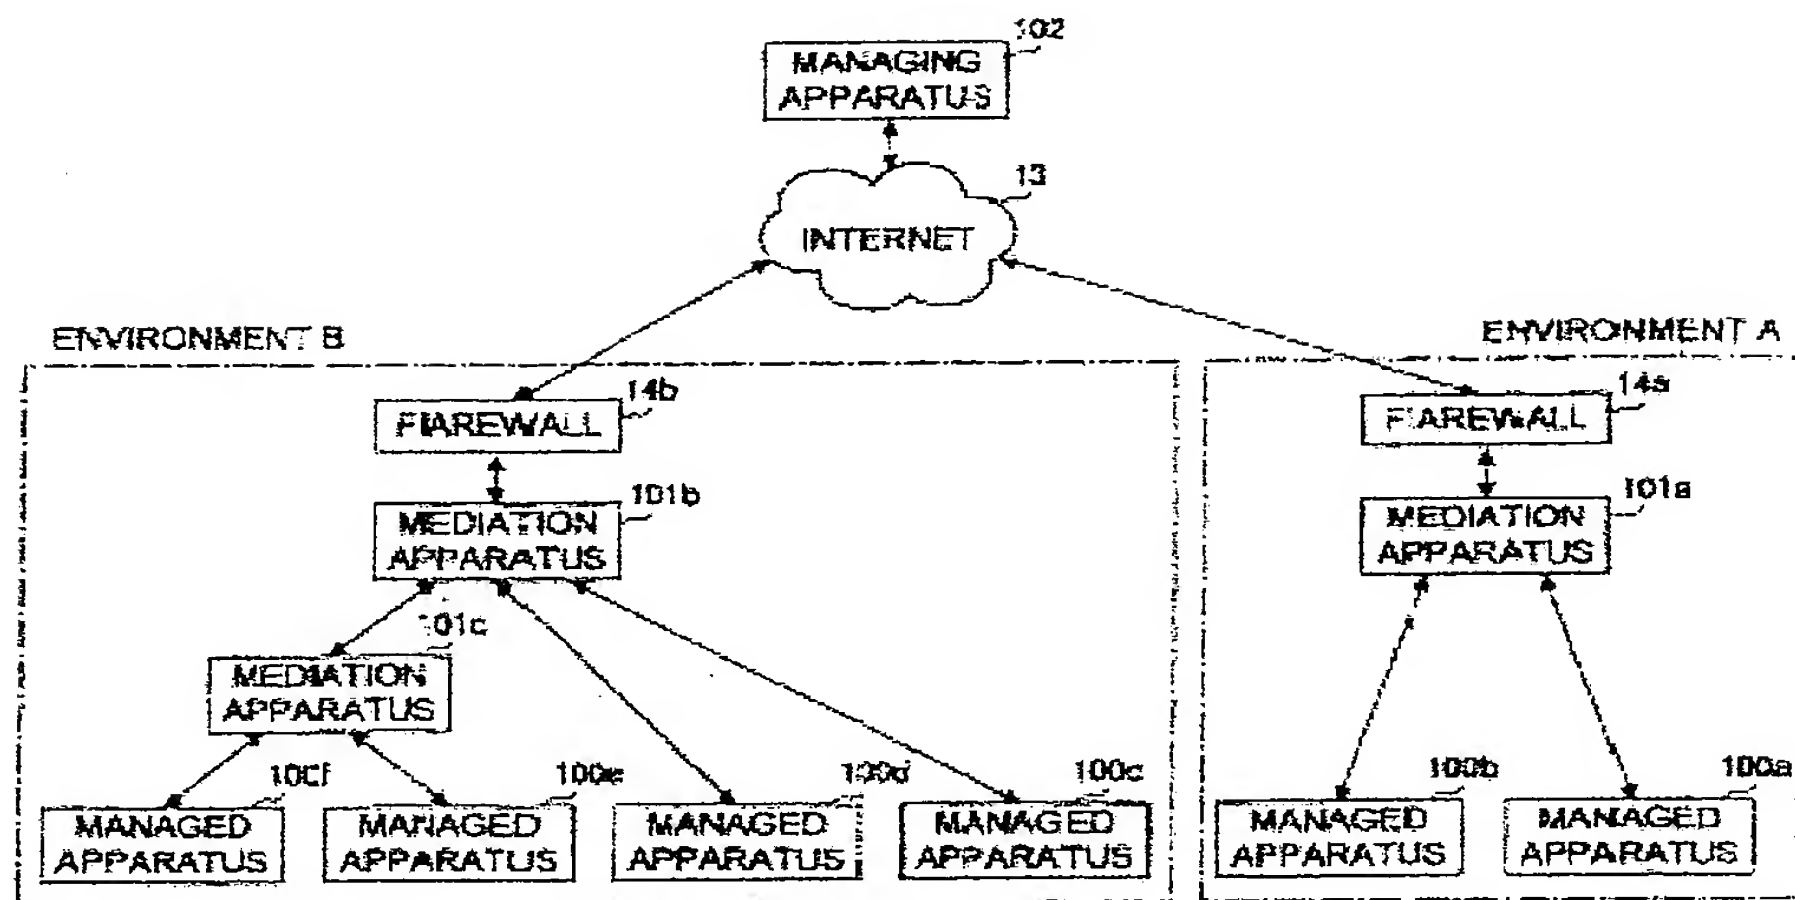 102
MANAGING
APPARATUS
13
INTERNET
ENVIRONMENT B
ENVIRONMENT A
14b
FIAREWALL
14a
FIAREWALL
101b
MEDIATION
APPARATUS
101a
MEDIATION
APPARATUS
101c
MEDIATION
APPARATUS
100f
MANAGED
APPARATUS
100e
MANAGED
APPARATUS
100d
MANAGED
APPARATUS
100c
MANAGED
APPARATUS
100b
MANAGED
APPARATUS
100a
MANAGED
APPARATUS